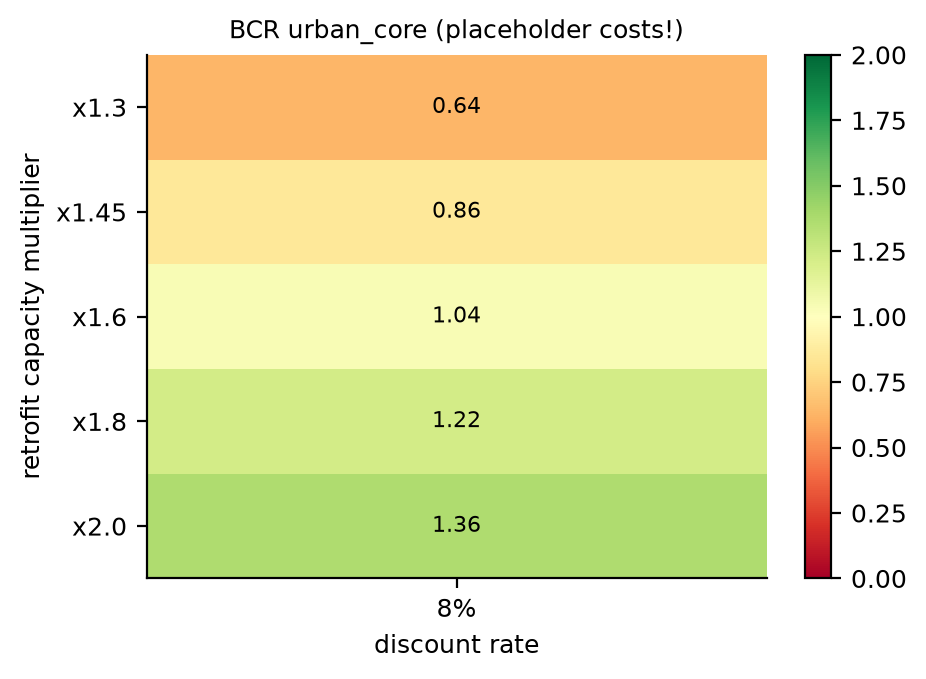 BCR urban_core (placeholder costs!)
retrofit capacity multiplier
x1.3
x1.45
x1.6
x1.8
x2.0
0.64
0.86
1.04
1.22
1.36
8%
discount rate
2.00
1.75
1.50
1.25
1.00
0.75
0.50
0.25
0.00